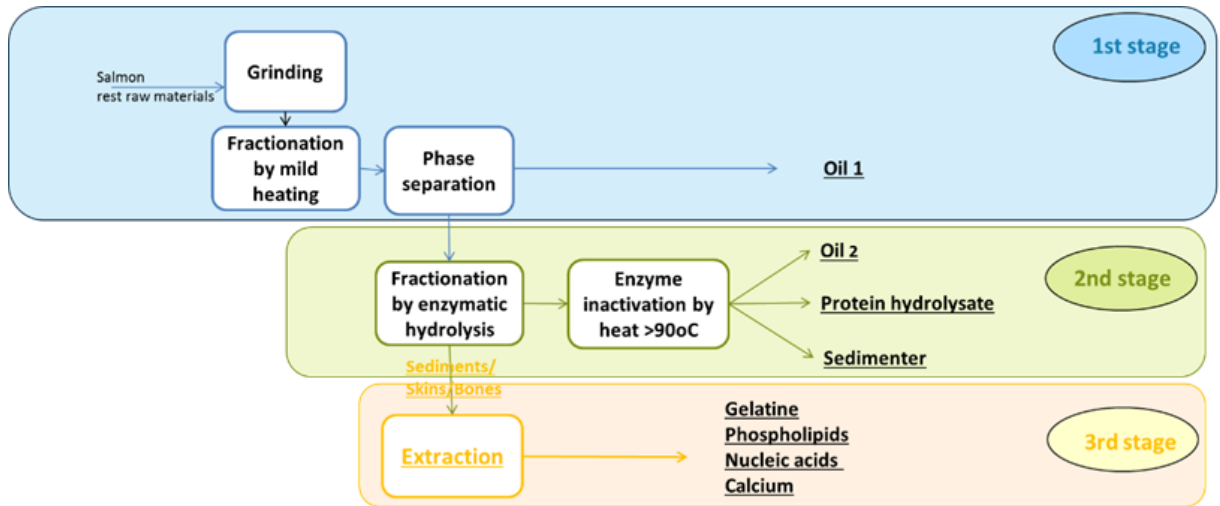 1st stage
Grinding
Salmon
rest raw materials
Fractionation
by mild
heating
Phase
separation
Oil 1
2nd stage
Fractionation
by enzymatic
hydrolysis
Enzyme
inactivation by
heat >90oC
Oil 2
Protein hydrolysate
Sedimenter
Sediments/
Skins/Bones
3rd stage
Extraction
Gelatine
Phospholipids
Nucleic acids
Calcium